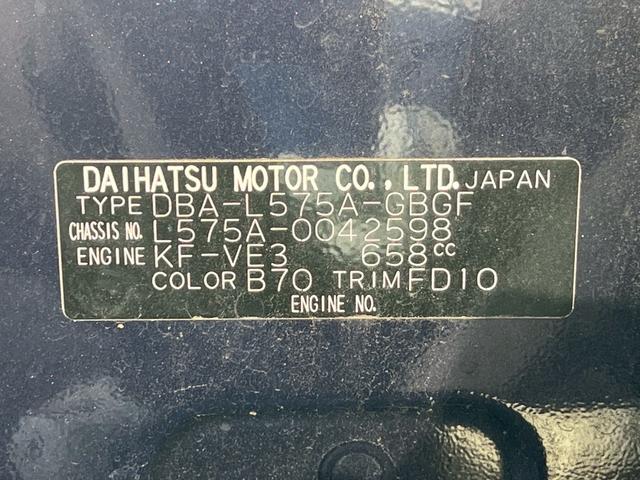 DAIHATSU MOTOR CO.,LTD. JAPAN
TYPE DBA-L575A-GBGF
CHASSIS NO. L575A-0042598
ENGINE KF-VE3 658cc
COLOR B70 TRIM FD10
ENGINE NO.